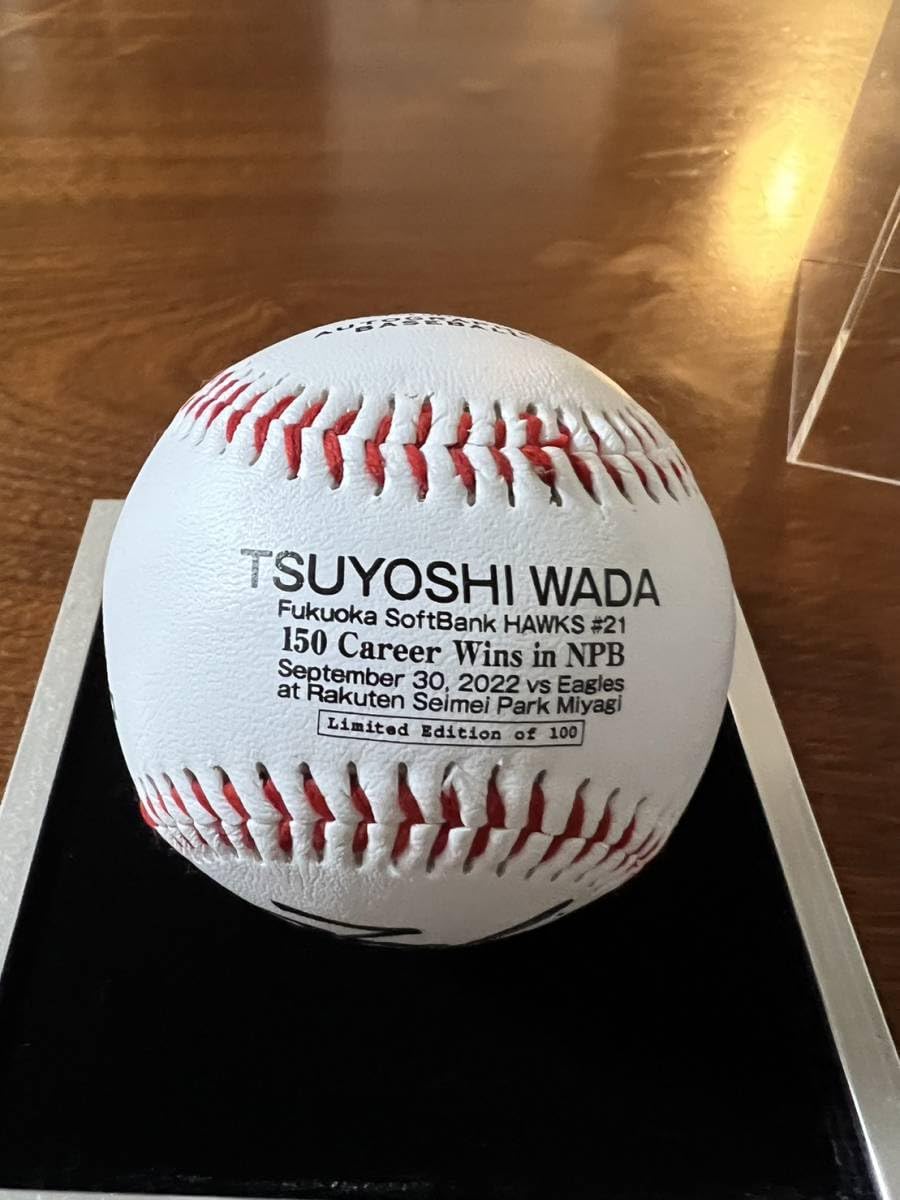 BASEBALL
TSUYOSHI WADA
Fukuoka SoftBank HAWKS #21
150 Career Wins in NPB
September 30, 2022 vs Eagles
at Rakuten Seimei Park Miyagi
Limited Edition of 100